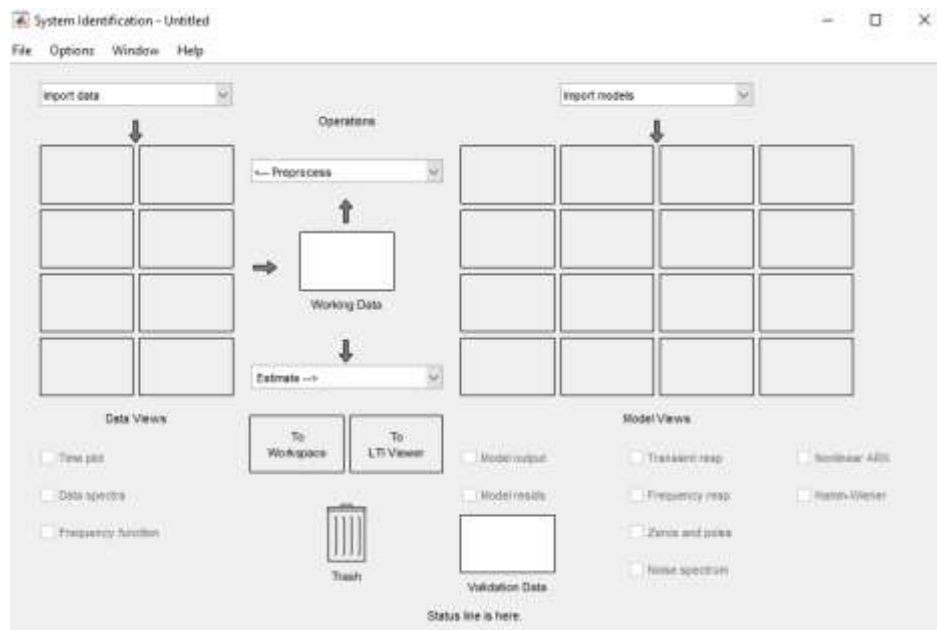 System Identification - Untitled
File Options Window Help
Import data
Import models
Operations
<-- Preprocess
Working Data
Estimate -->
Data Views
Model Views
To Workspace
To LTI Viewer
Time plot
Model output
Transient resp
Nonlinear ARX
Data spectra
Model resids
Frequency resp
Hamm-Wiener
Frequency function
Zeros and poles
Noise spectrum
Trash
Validation Data
Status line is here.